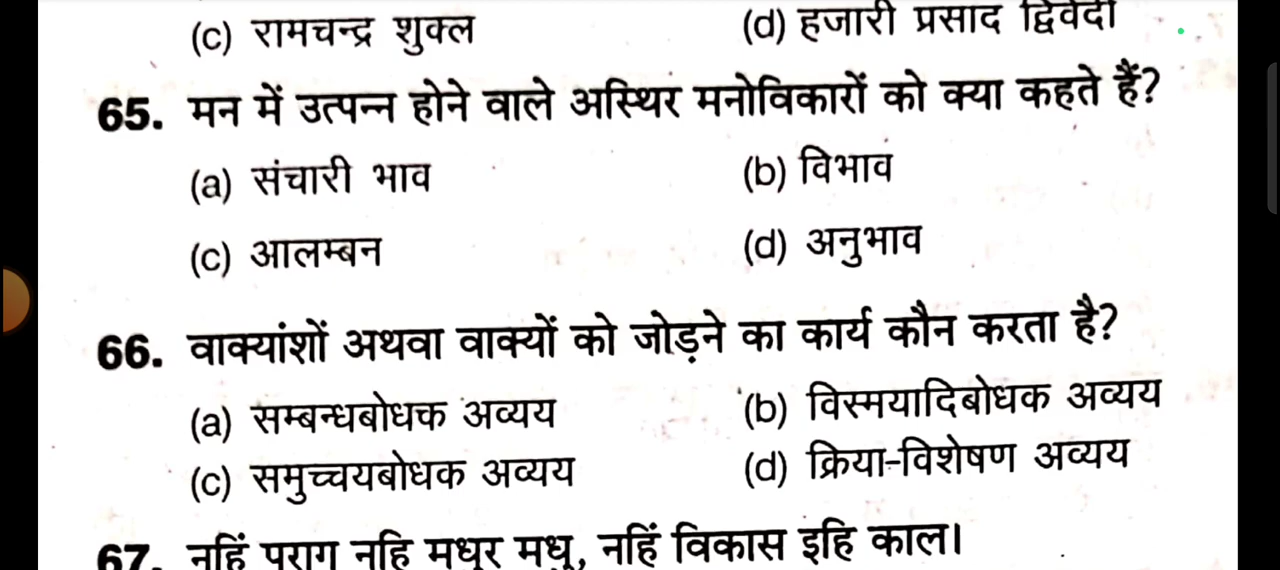 (c) रामचन्द्र शुक्ल (d) हजारी प्रसाद द्विवेदी
65. मन में उत्पन्न होने वाले अस्थिर मनोविकारों को क्या कहते हैं?
(a) संचारी भाव (b) विभाव
(c) आलम्बन (d) अनुभाव
66. वाक्यांशों अथवा वाक्यों को जोड़ने का कार्य कौन करता है?
(a) सम्बन्धबोधक अव्यय (b) विस्मयादिबोधक अव्यय
(c) समुच्चयबोधक अव्यय (d) क्रिया-विशेषण अव्यय
67. नहिं पराग नहि मधुर मधु, नहिं विकास इहि काल।